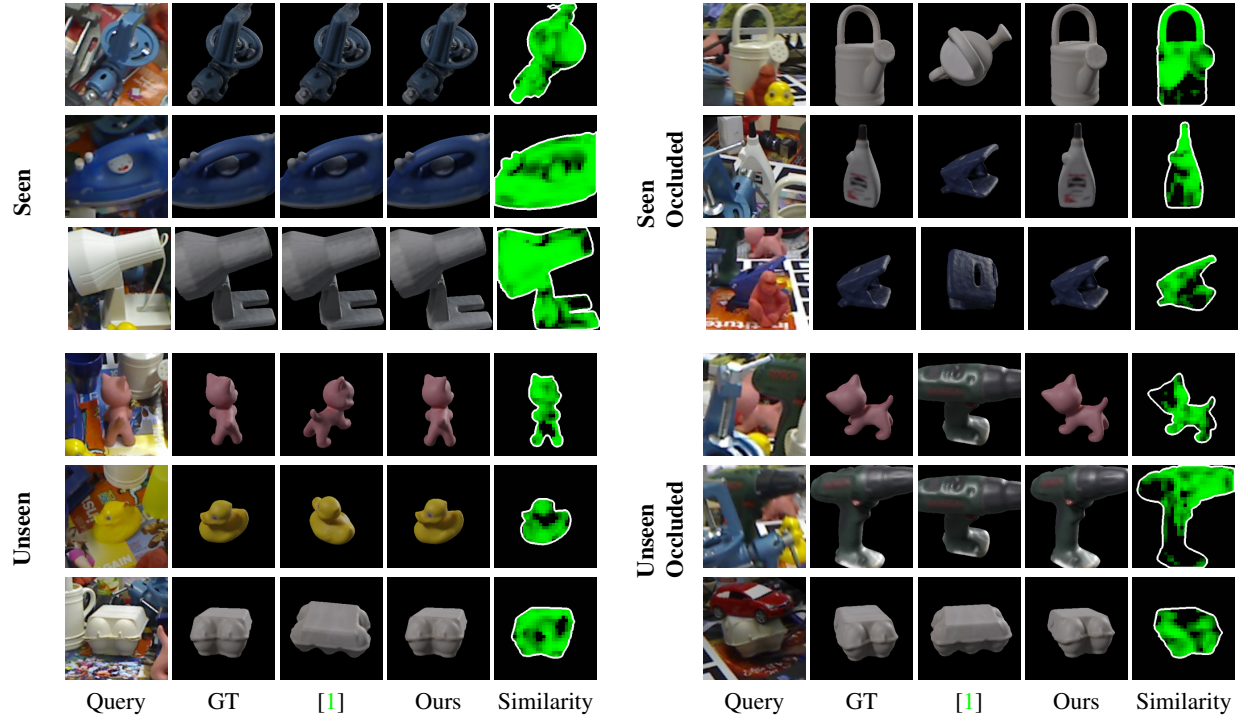 Seen
Unseen
Query GT [1] Ours Similarity
Seen
Occluded
Unseen
Occluded
Query GT [1] Ours Similarity